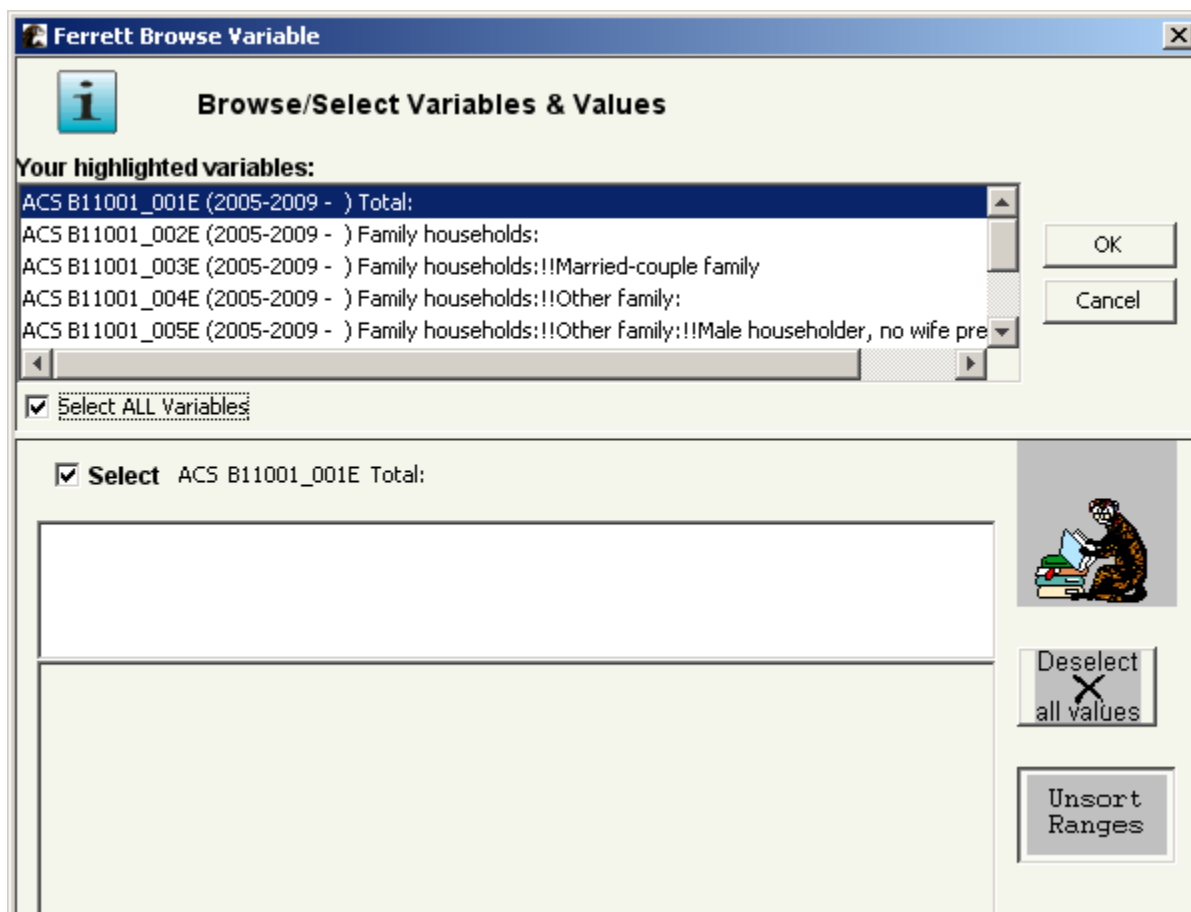 Ferrett Browse Variable
i
Browse/Select Variables & Values
Your highlighted variables:
ACS B11001_001E (2005-2009 - ) Total:
ACS B11001_002E (2005-2009 - ) Family households:
ACS B11001_003E (2005-2009 - ) Family households:!!Married-couple family
ACS B11001_004E (2005-2009 - ) Family households:!!Other family:
ACS B11001_005E (2005-2009 - ) Family households:!!Other family:!!Male householder, no wife pre
OK
Cancel
Select ALL Variables
Select ACS B11001_001E Total:
Deselect
all values
Unsort
Ranges